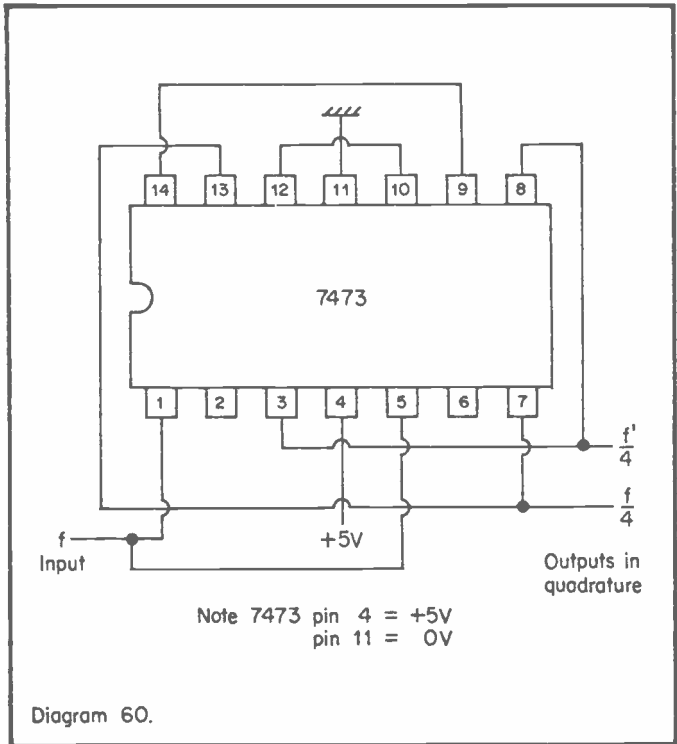 14 13 12 11 10 9 8
7473
1 2 3 4 5 6 7
f'
4
f
4
f
Input
+5V
Outputs in
quadrature
Note 7473 pin 4 = +5V
pin 11 = 0V
Diagram 60.